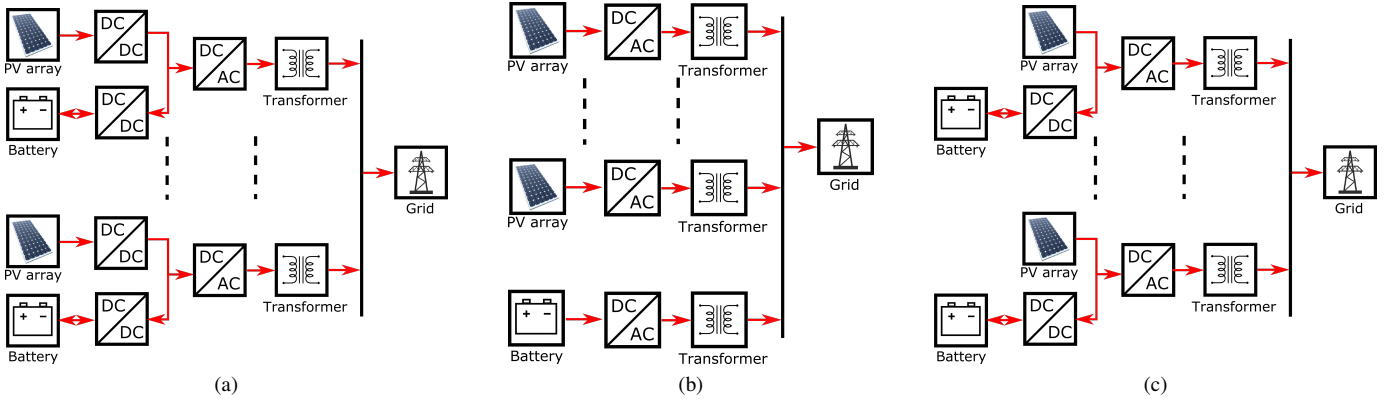 DC
DC
PV array
DC
AC
Transformer
DC
DC
+ -
Battery
Grid
DC
DC
PV array
DC
AC
Transformer
DC
DC
+ -
Battery
(a)
DC
AC
PV array
Transformer
Grid
DC
AC
PV array
Transformer
DC
AC
+ -
Battery
Transformer
(b)
PV array
DC
AC
Transformer
DC
DC
+ -
Battery
Grid
PV array
DC
AC
Transformer
DC
DC
+ -
Battery
(c)